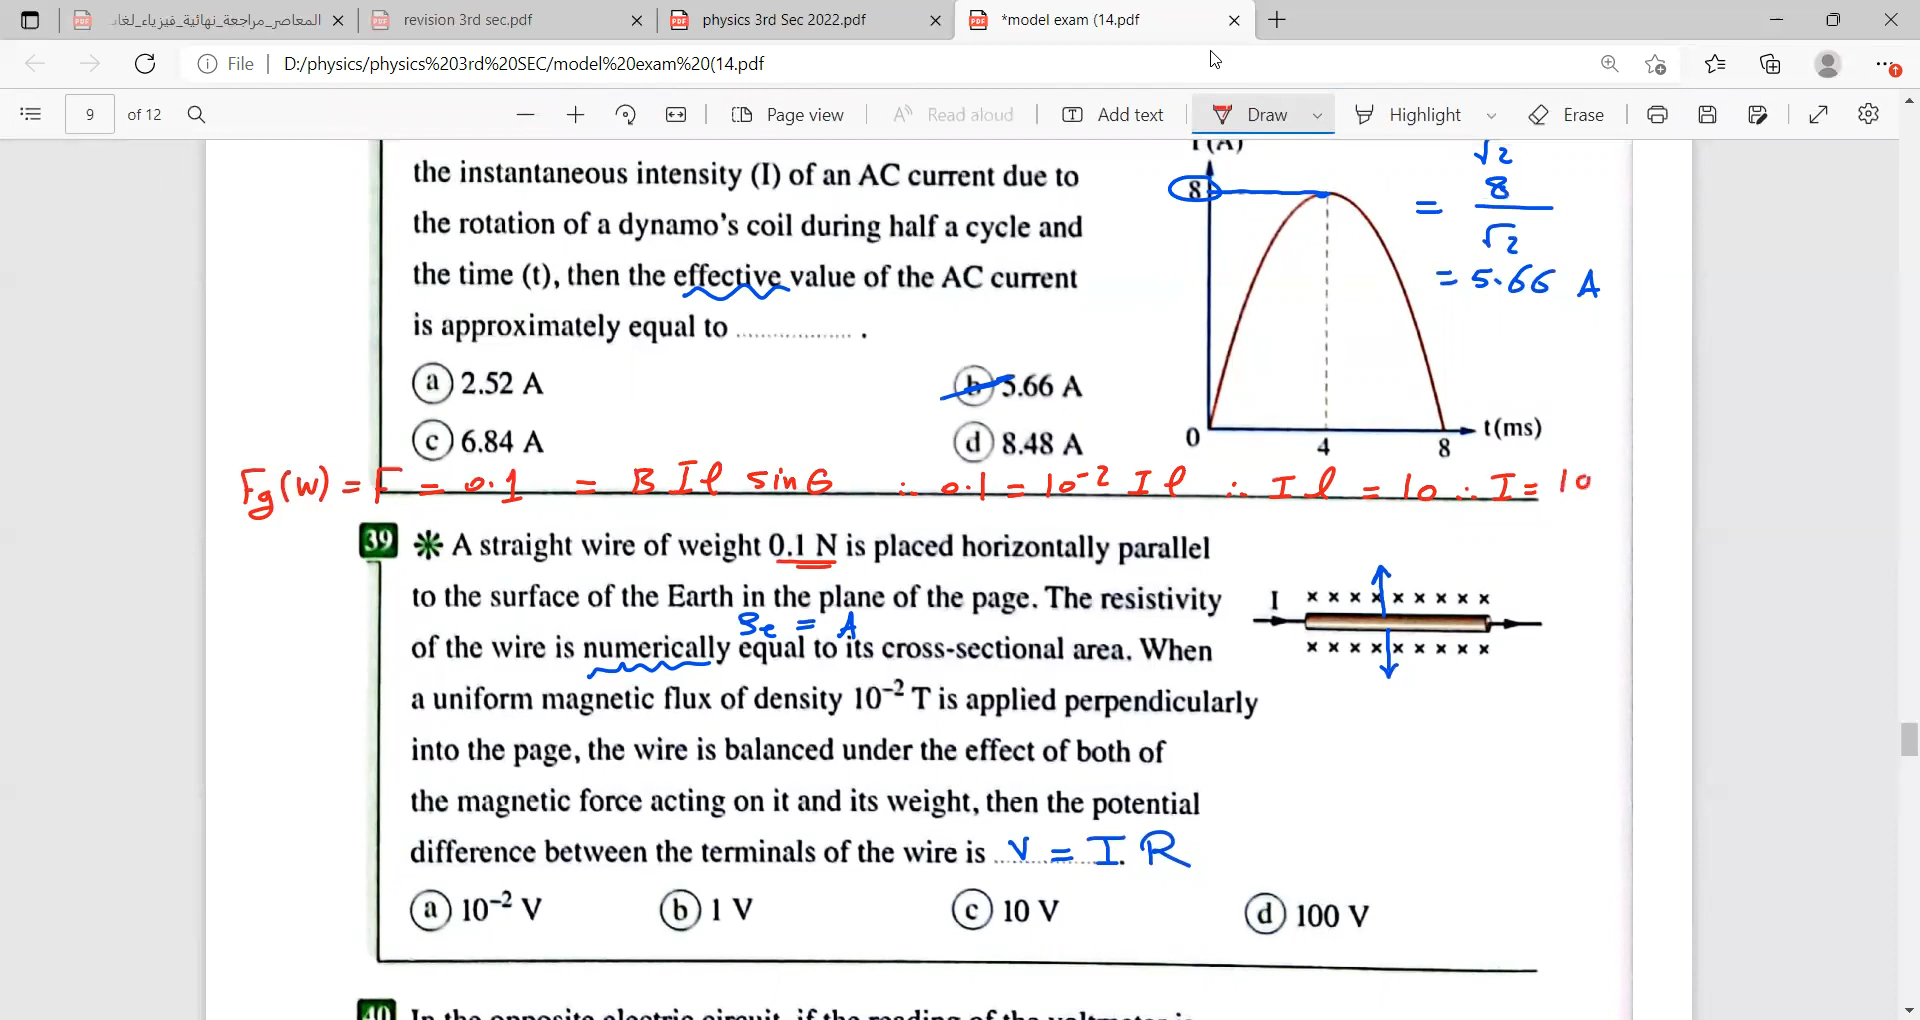 المعاصر_مراجعة_نهائية_فيزياء_لغا...
revision 3rd sec.pdf
physics 3rd Sec 2022.pdf
*model exam (14.pdf
File | D:/physics/physics%203rd%20SEC/model%20exam%20(14.pdf
9 of 12
Page view
Read aloud
Add text
Draw
Highlight
Erase
the instantaneous intensity (I) of an AC current due to
the rotation of a dynamo's coil during half a cycle and
the time (t), then the effective value of the AC current
is approximately equal to .................. .
a 2.52 A
b 5.66 A
c 6.84 A
d 8.48 A
I (A)
8
0
4
8
t(ms)
√2
= 8
√2
= 5.66 A
Fg(W) = F = 0.1 = B I l sin θ ∴ 0.1 = 10⁻² I l ∴ I l = 10 ∴ I = 10
39 A straight wire of weight 0.1 N is placed horizontally parallel
to the surface of the Earth in the plane of the page. The resistivity
ρe = A
of the wire is numerically equal to its cross-sectional area. When
a uniform magnetic flux of density 10⁻² T is applied perpendicularly
into the page, the wire is balanced under the effect of both of
the magnetic force acting on it and its weight, then the potential
difference between the terminals of the wire is .................. V = I R
I
× × × × × × × × ×
× × × × × × × × ×
a 10⁻² V
b 1 V
c 10 V
d 100 V
40 In the opposite electric circuit, if the reading of the voltmeter is